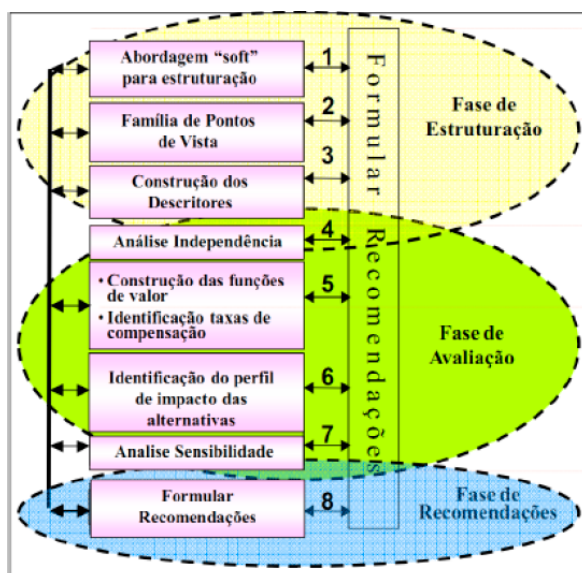 Abordagem “soft”
para estruturação
1
Família de Pontos
de Vista
2
Fase de
Estruturação
3
Construção dos
Descritores
Análise Independência
4
• Construção das funções
de valor
• Identificação taxas de
compensação
5
Fase de
Avaliação
Identificação do perfil
de impacto das
alternativas
6
Analise Sensibilidade
7
Formular
Recomendações
8
Fase de
Recomendações
Formular Recomendações